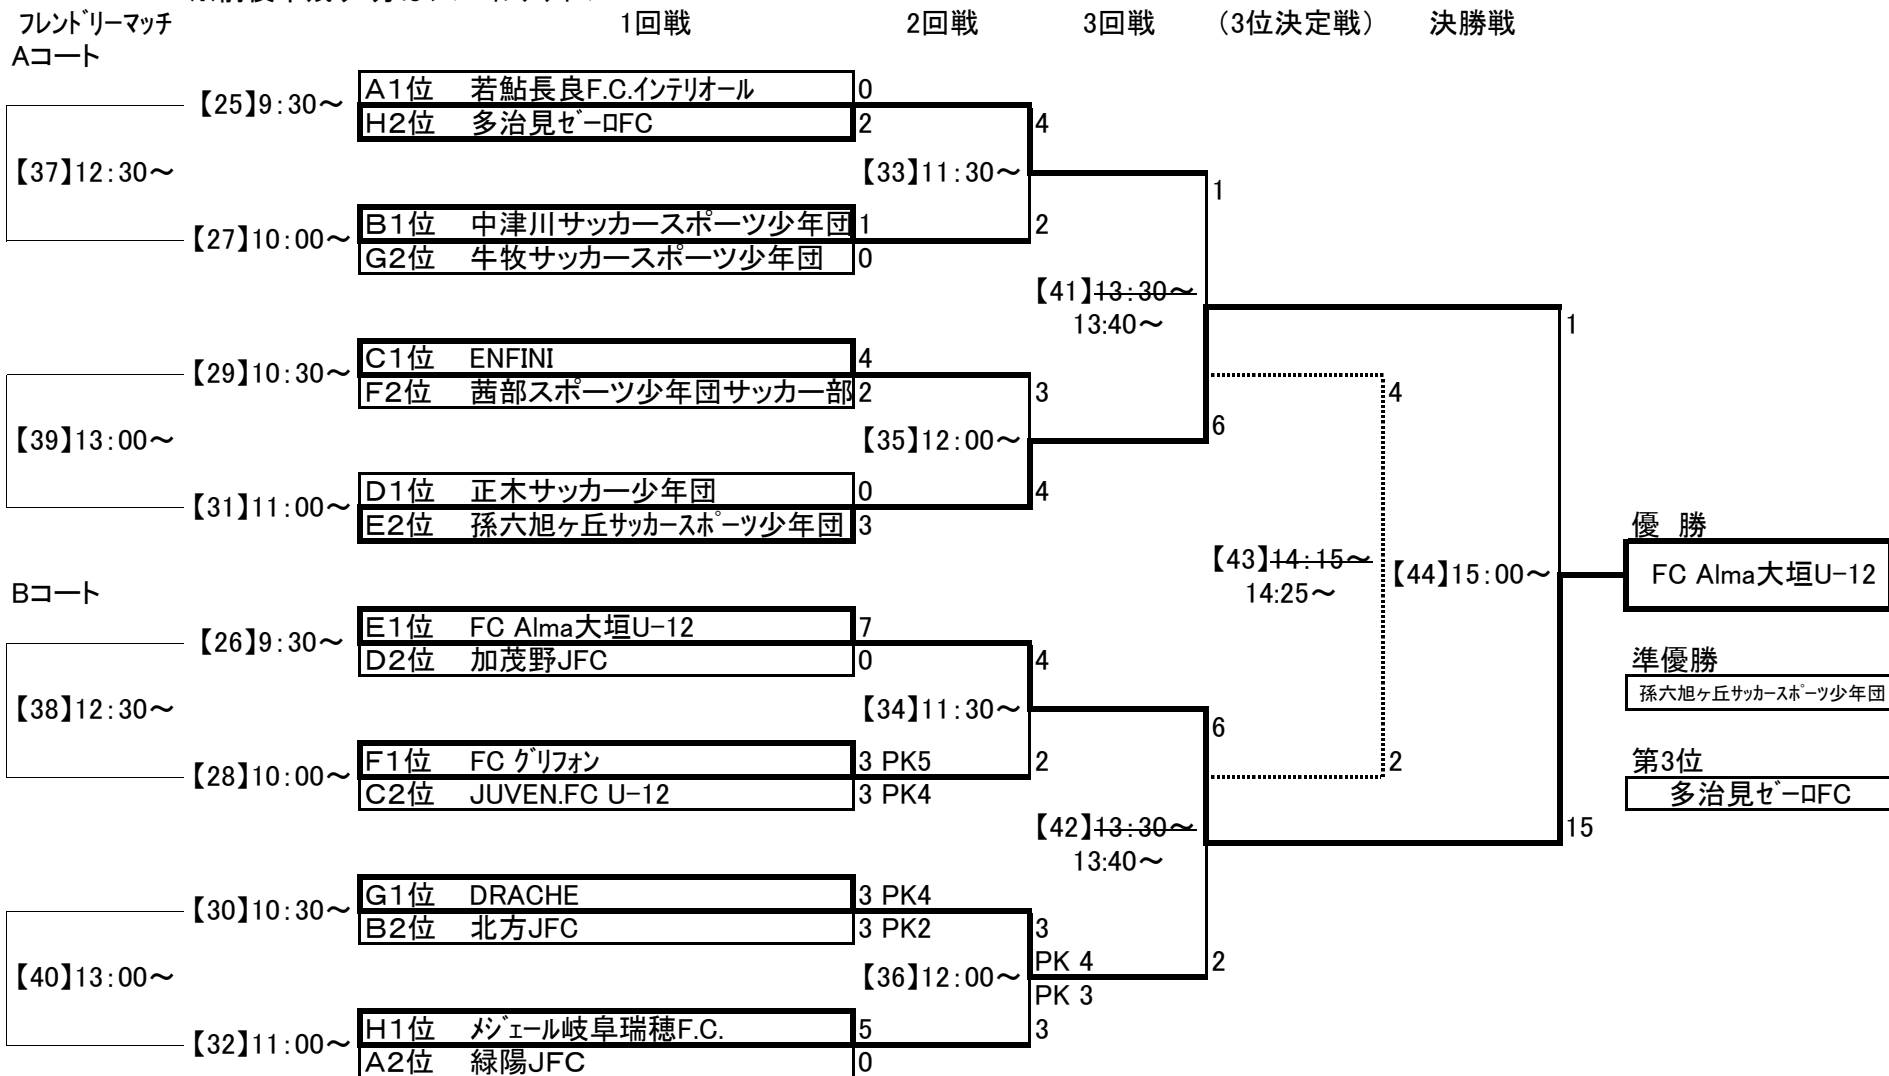 フレンドリーマッチ 1回戦 2回戦 3回戦 (3位決定戦) 決勝戦
Aコート
【25】9:30～ A1位 若鮎長良F.C.インテリオール 0
H2位 多治見ゼーロFC 2
4
【37】12:30～ 【33】11:30～
1
【27】10:00～ B1位 中津川サッカースポーツ少年団 1
2
G2位 牛牧サッカースポーツ少年団 0
【41】13:30～
13:40～
1
【29】10:30～ C1位 ENFINI 4
F2位 茜部スポーツ少年団サッカー部 2
3
4
6
【39】13:00～ 【35】12:00～
【31】11:00～ D1位 正木サッカー少年団 0
4
E2位 孫六旭ヶ丘サッカースポーツ少年団 3
優 勝
【43】14:15～
14:25～
【44】15:00～
FC Alma大垣U-12
Bコート
【26】9:30～ E1位 FC Alma大垣U-12 7
D2位 加茂野JFC 0
4
準優勝
孫六旭ヶ丘サッカースポーツ少年団
【38】12:30～ 【34】11:30～
6
【28】10:00～ F1位 FC グリフォン 3 PK5
2
2
第3位
C2位 JUVEN.FC U-12 3 PK4
多治見ゼーロFC
【42】13:30～
13:40～
15
【30】10:30～ G1位 DRACHE 3 PK4
B2位 北方JFC 3 PK2
3
PK 4
2
【40】13:00～ 【36】12:00～
PK 3
【32】11:00～ H1位 メジェール岐阜瑞穂F.C. 5
3
A2位 緑陽JFC 0